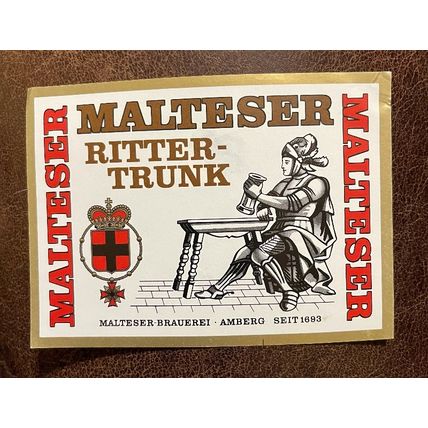 MALTESER
MALTESER
RITTER-
TRUNK
MALTESER
MALTESER-BRAUEREI · AMBERG SEIT 1693